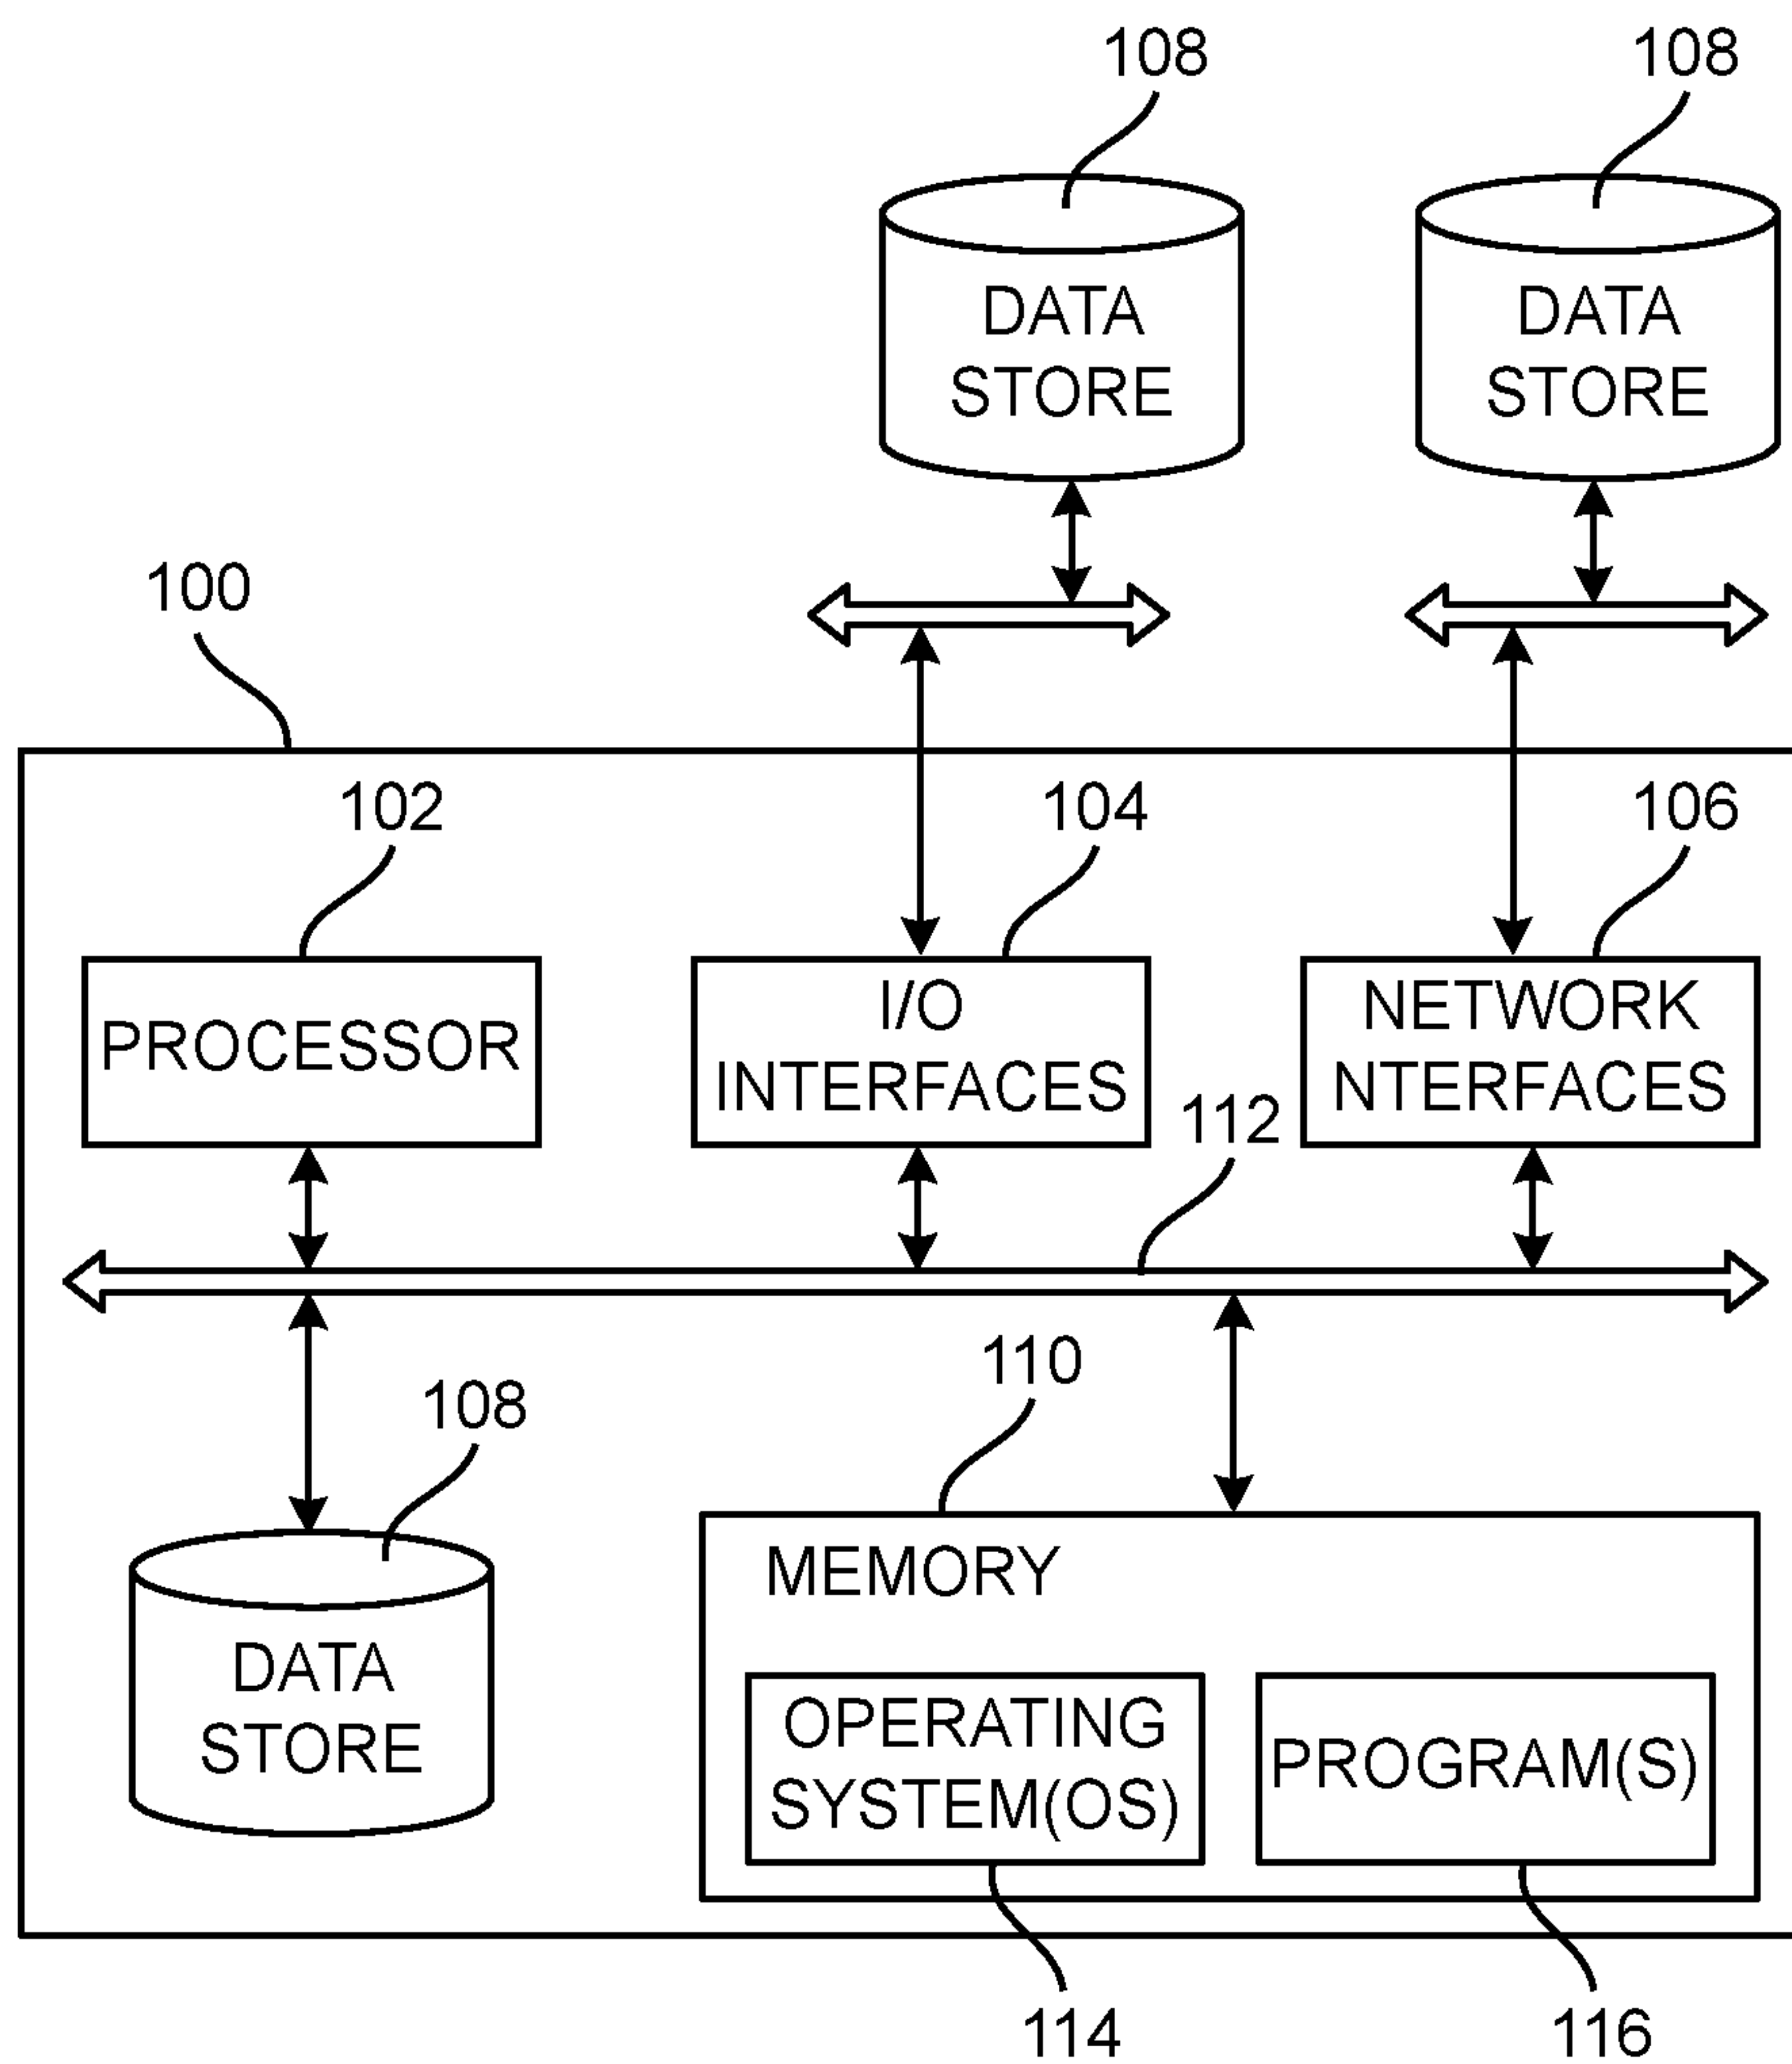 108
108
DATA
STORE
DATA
STORE
100
102
104
106
PROCESSOR
I/O
INTERFACES
NETWORK
NTERFACES
112
110
108
MEMORY
DATA
STORE
OPERATING
SYSTEM(OS)
PROGRAM(S)
114
116